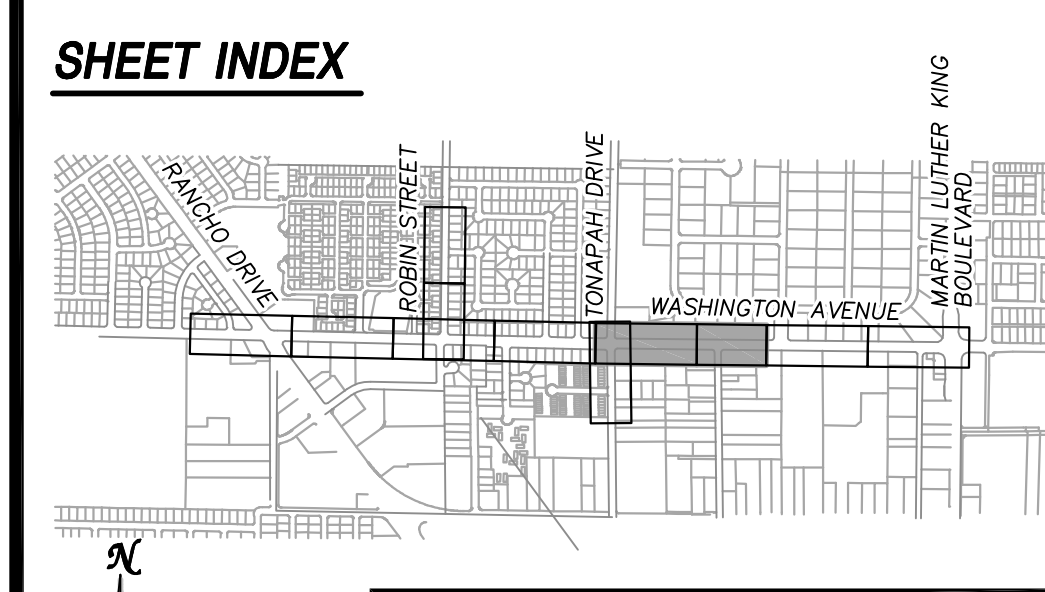 SHEET INDEX
RANCHO DRIVE
ROBIN STREET
TONAPAH DRIVE
WASHINGTON AVENUE
MARTIN LUTHER KING
BOULEVARD
N